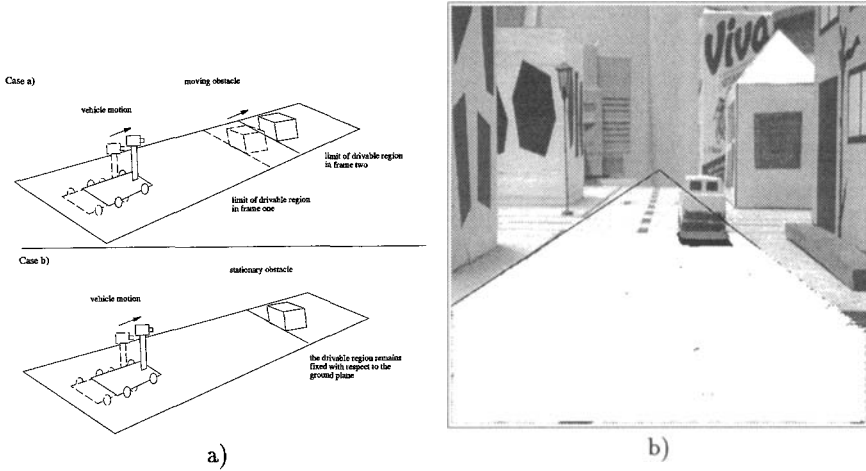 Case a)
moving obstacle
vehicle motion
limit of drivable region
in frame two
limit of drivable region
in frame one
Case b)
stationary obstacle
vehicle motion
the drivable region remains
fixed with respect to the
ground plane
a)
Viva
b)